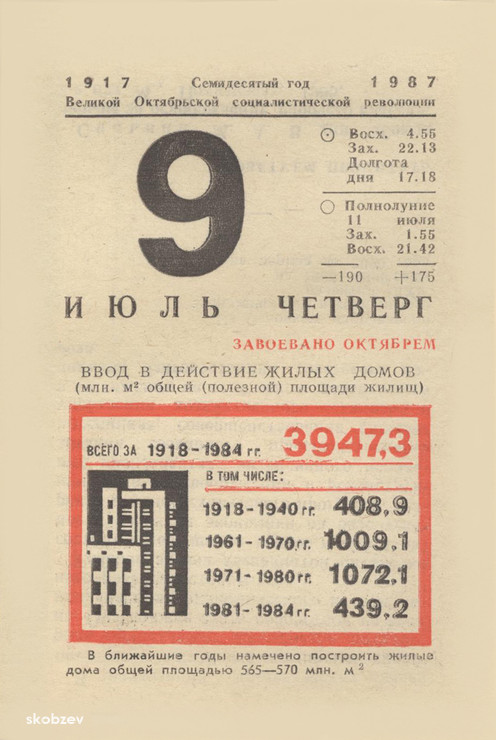 1917 Семидесятый год 1987
Великой Октябрьской социалистической революции
9
Восх. 4.55
Зах. 22.13
Долгота
дня 17.18
Полнолуние
11 июля
Зах. 1.55
Восх. 21.42
—190 +175
ИЮЛЬ ЧЕТВЕРГ
ЗАВОЕВАНО ОКТЯБРЕМ
ВВОД В ДЕЙСТВИЕ ЖИЛЫХ ДОМОВ
(млн. м² общей (полезной) площади жилищ)
ВСЕГО ЗА 1918-1984 гг. 3947,3
В ТОМ ЧИСЛЕ:
1918-1940 гг. 408,9
1961-1970 гг. 1009,1
1971-1980 гг. 1072,1
1981-1984 гг. 439,2
В ближайшие годы намечено построить жилые
дома общей площадью 565—570 млн. м²
skobzev